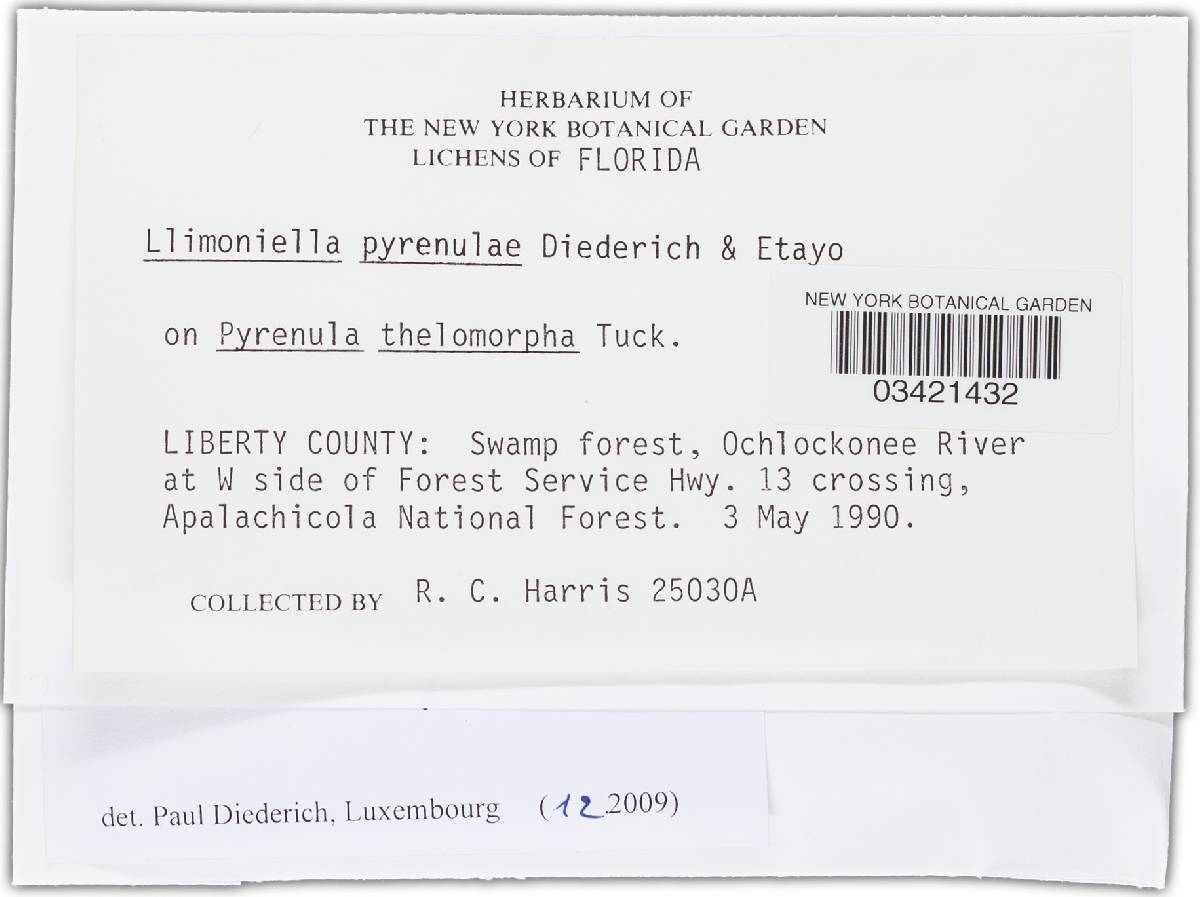 HERBARIUM OF
THE NEW YORK BOTANICAL GARDEN
LICHENS OF FLORIDA
Llimoniella pyrenulae Diederich & Etayo
on Pyrenula thelomorpha Tuck.
NEW YORK BOTANICAL GARDEN
03421432
LIBERTY COUNTY: Swamp forest, Ochlockonee River
at W side of Forest Service Hwy. 13 crossing,
Apalachicola National Forest. 3 May 1990.
COLLECTED BY R. C. Harris 25030A
det. Paul Diederich, Luxembourg (12.2009)